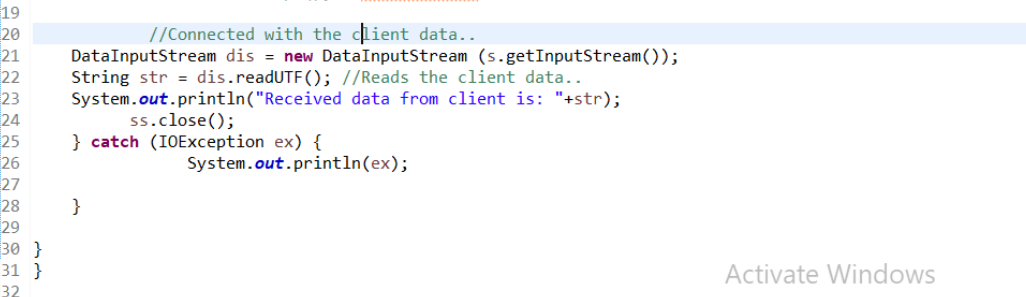 19
20 //Connected with the client data..
21 DataInputStream dis = new DataInputStream (s.getInputStream());
22 String str = dis.readUTF(); //Reads the client data..
23 System.out.println("Received data from client is: "+str);
24 ss.close();
25 } catch (IOException ex) {
26 System.out.println(ex);
27
28 }
29
30 }
31 }
32
Activate Windows